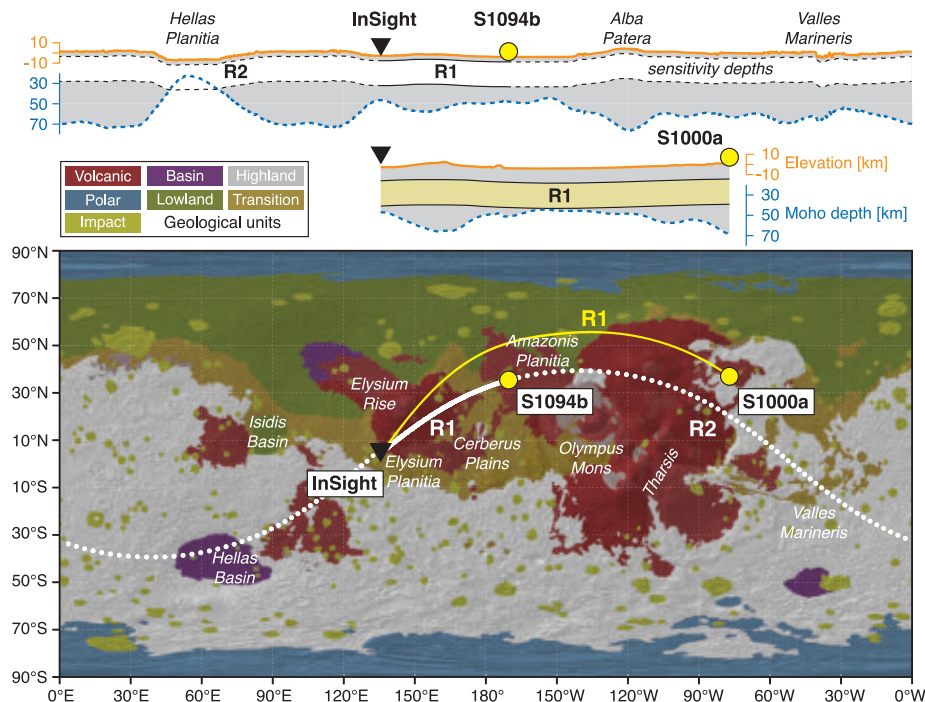 Hellas
Planitia
InSight
S1094b
Alba
Patera
Valles
Marineris
10
-10
30
50
70
R2
R1
sensitivity depths
S1000a
10
-10
30
50
70
Elevation [km]
Moho depth [km]
R1
Volcanic
Basin
Highland
Polar
Lowland
Transition
Impact
Geological units
90°N
70°N
50°N
30°N
10°N
10°S
30°S
50°S
70°S
90°S
R1
Amazonis
Planitia
Elysium
Rise
S1094b
S1000a
Isidis
Basin
R1
Cerberus
Plains
Olympus
Mons
R2
Tharsis
InSight
Elysium
Planitia
Valles
Marineris
Hellas
Basin
0°E
30°E
60°E
90°E
120°E
150°E
180°
150°W
120°W
90°W
60°W
30°W
0°W